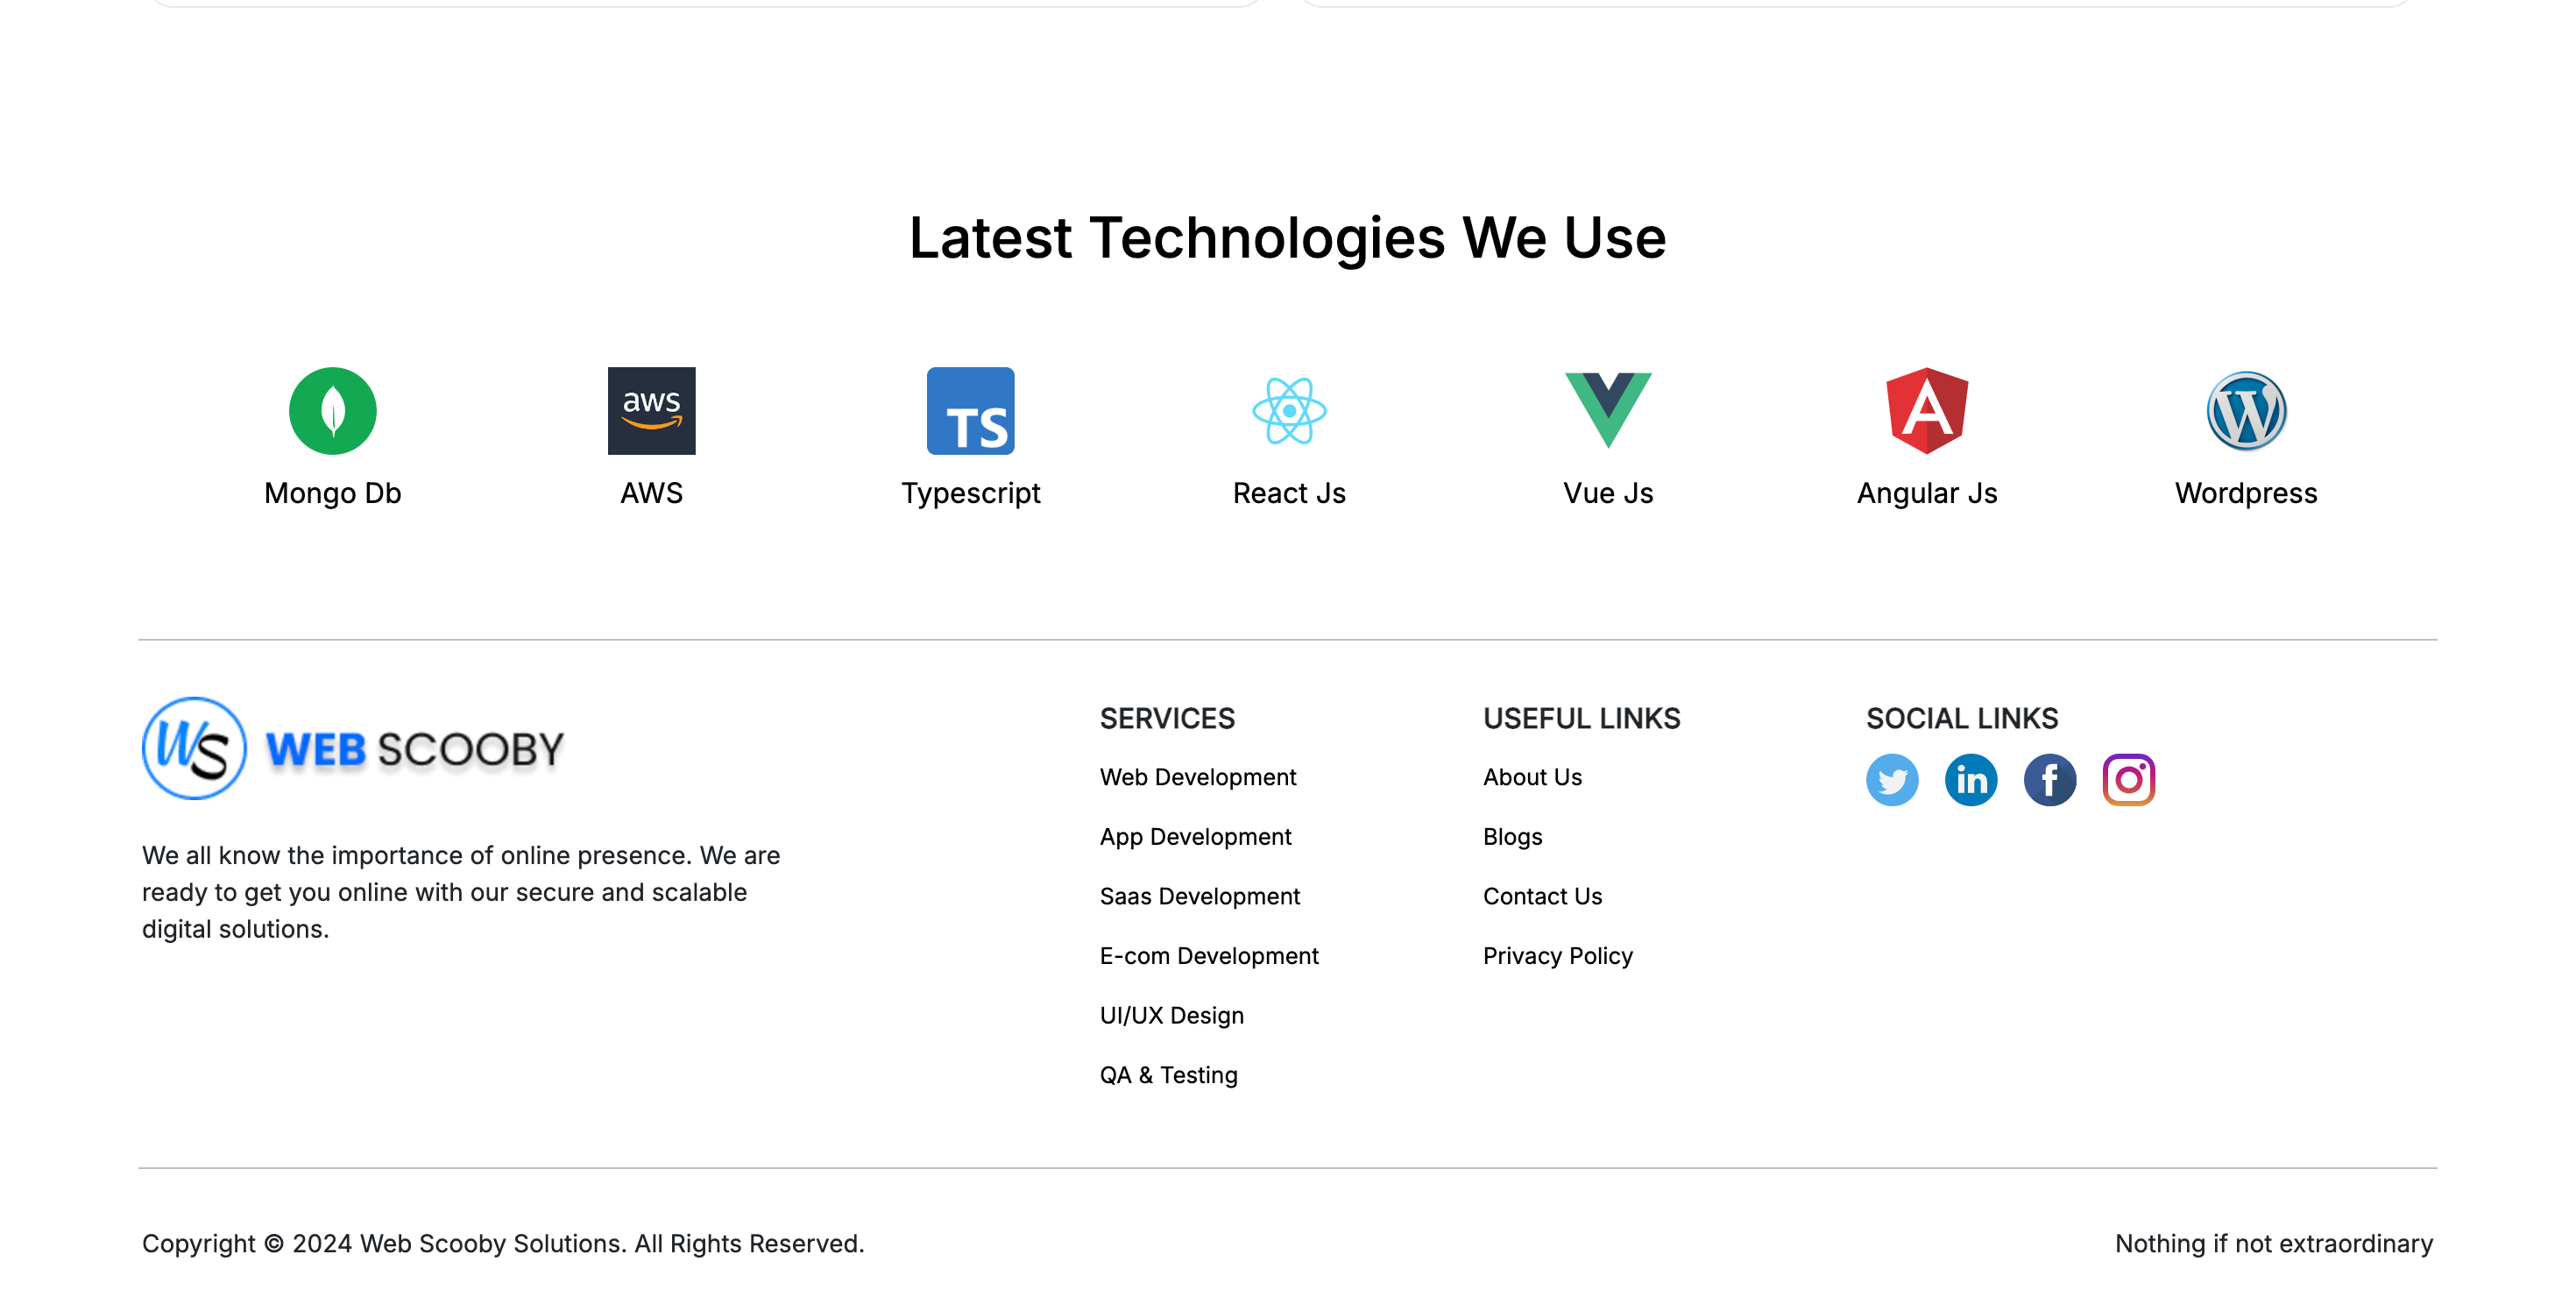 Latest Technologies We Use
aws
TS
Mongo Db
AWS
Typescript
React Js
Vue Js
Angular Js
Wordpress
WS WEB SCOOBY
We all know the importance of online presence. We are
ready to get you online with our secure and scalable
digital solutions.
SERVICES
Web Development
App Development
Saas Development
E-com Development
UI/UX Design
QA & Testing
USEFUL LINKS
About Us
Blogs
Contact Us
Privacy Policy
SOCIAL LINKS
Copyright © 2024 Web Scooby Solutions. All Rights Reserved.
Nothing if not extraordinary